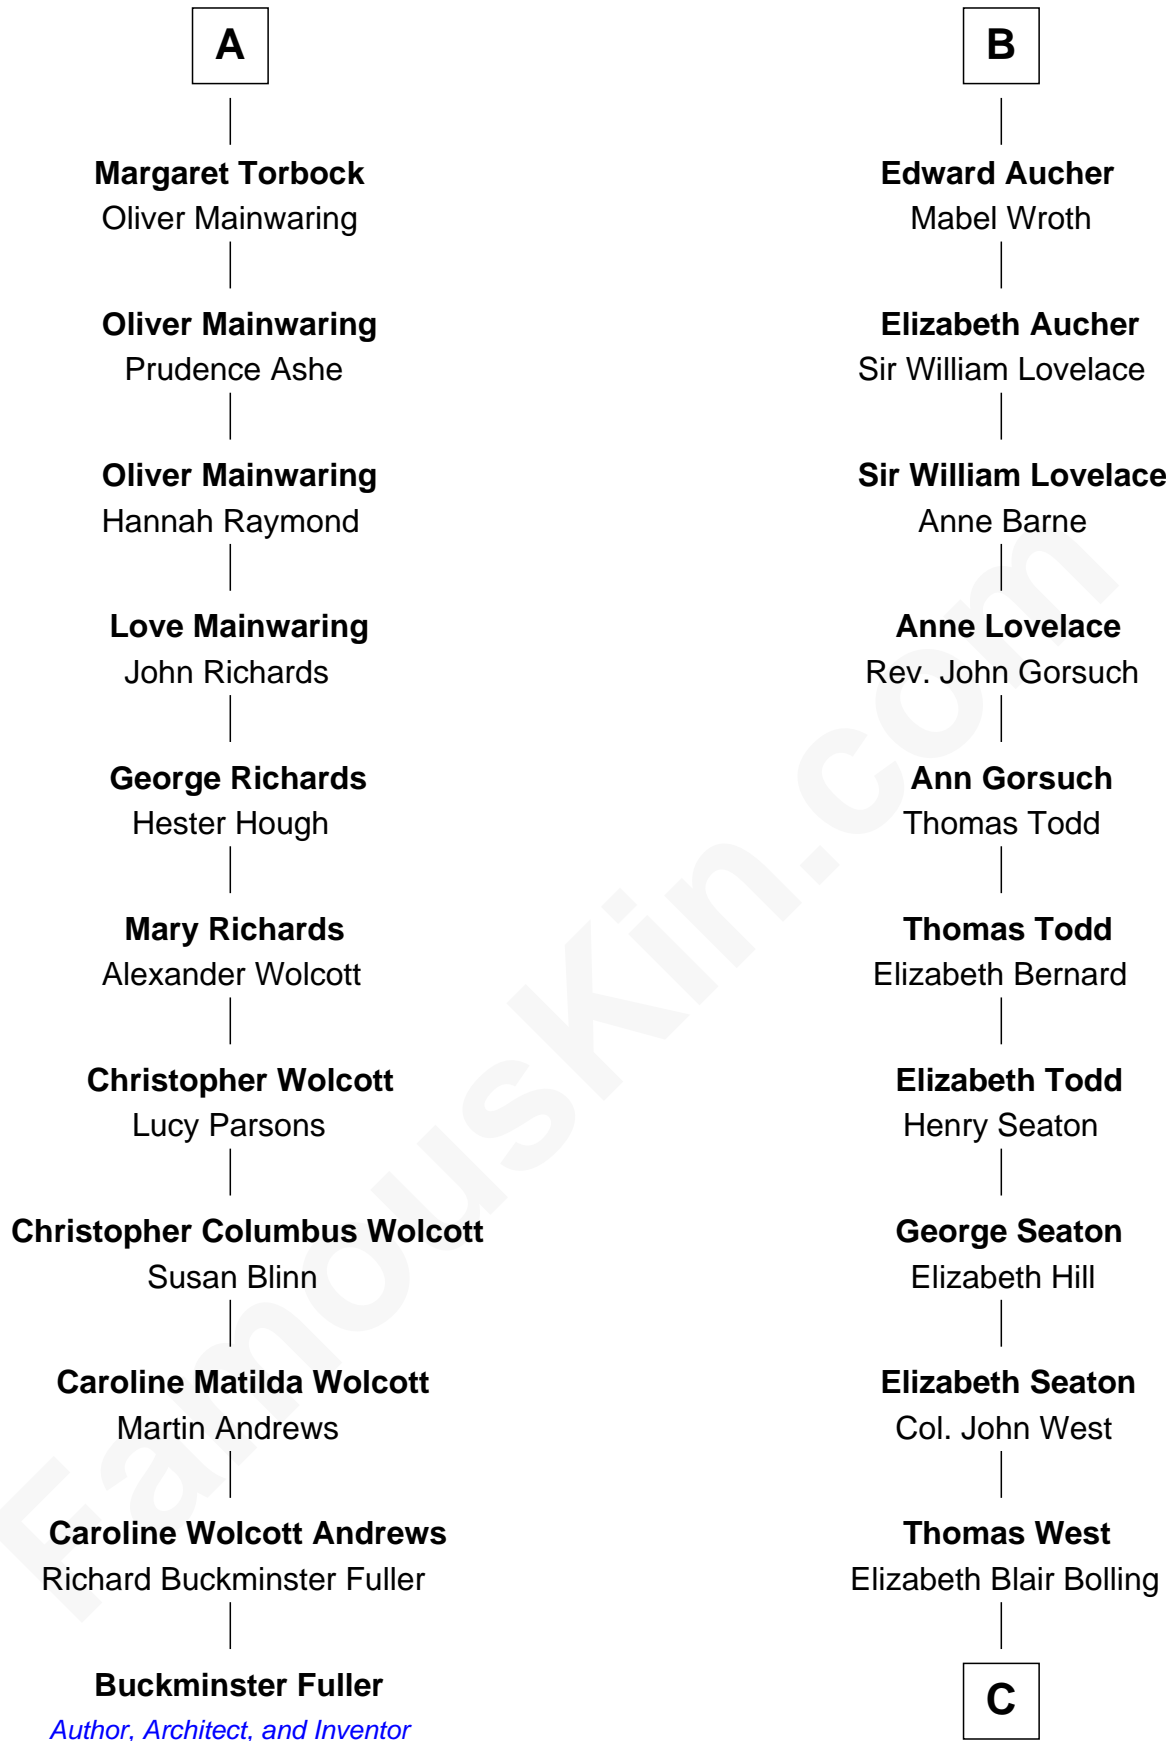 A
Margaret Torbock
Oliver Mainwaring
Oliver Mainwaring
Prudence Ashe
Oliver Mainwaring
Hannah Raymond
Love Mainwaring
John Richards
George Richards
Hester Hough
Mary Richards
Alexander Wolcott
Christopher Wolcott
Lucy Parsons
Christopher Columbus Wolcott
Susan Blinn
Caroline Matilda Wolcott
Martin Andrews
Caroline Wolcott Andrews
Richard Buckminster Fuller
Buckminster Fuller
Author, Architect, and Inventor
B
Edward Aucher
Mabel Wroth
Elizabeth Aucher
Sir William Lovelace
Sir William Lovelace
Anne Barne
Anne Lovelace
Rev. John Gorsuch
Ann Gorsuch
Thomas Todd
Thomas Todd
Elizabeth Bernard
Elizabeth Todd
Henry Seaton
George Seaton
Elizabeth Hill
Elizabeth Seaton
Col. John West
Thomas West
Elizabeth Blair Bolling
C
FamousKin.com